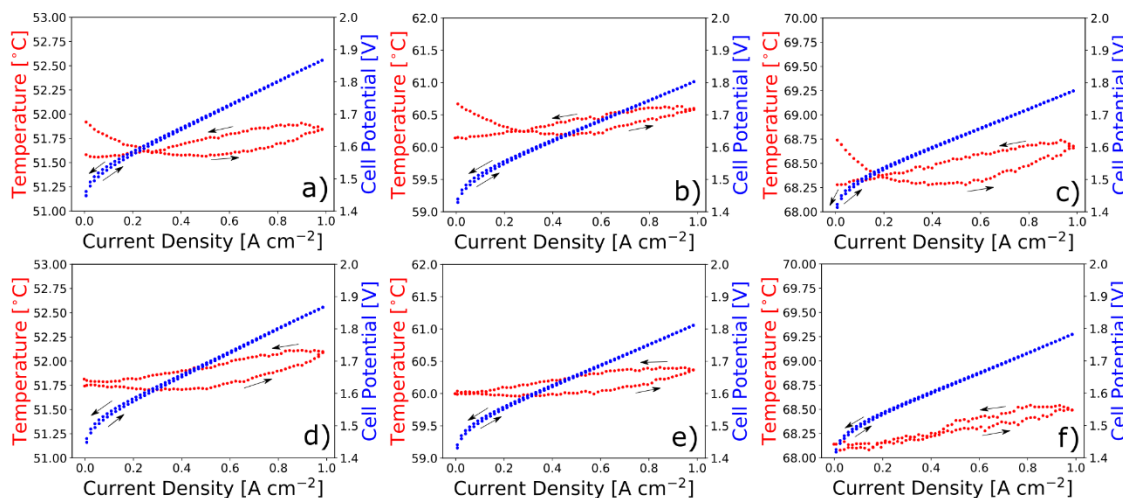 53.00 2.0 62.0 2.0 70.00 2.0
52.75 1.9 61.5 1.9 69.75 1.9
52.50 61.0 69.50
52.25 1.8 60.5 1.8 69.25 1.8
52.00 1.7 60.0 1.7 69.00 1.7
51.75 1.6 59.5 1.6 68.75 1.6
51.50 1.5 59.0 1.5 68.50 1.5
51.25 1.4 1.4 68.25 1.4
51.00 68.00
Temperature [°C]
Cell Potential [V]
Temperature [°C]
Cell Potential [V]
Temperature [°C]
Cell Potential [V]
a) b) c)
0.0 0.2 0.4 0.6 0.8 1.0 0.0 0.2 0.4 0.6 0.8 1.0 0.0 0.2 0.4 0.6 0.8 1.0
Current Density [A cm⁻²] Current Density [A cm⁻²] Current Density [A cm⁻²]
53.00 2.0 62.0 2.0 70.00 2.0
52.75 1.9 61.5 1.9 69.75 1.9
52.50 61.0 69.50
52.25 1.8 60.5 1.8 69.25 1.8
52.00 1.7 60.0 1.7 69.00 1.7
51.75 1.6 59.5 1.6 68.75 1.6
51.50 1.5 59.0 1.5 68.50 1.5
51.25 1.4 1.4 68.25 1.4
51.00 68.00
Temperature [°C]
Cell Potential [V]
Temperature [°C]
Cell Potential [V]
Temperature [°C]
Cell Potential [V]
d) e) f)
0.0 0.2 0.4 0.6 0.8 1.0 0.0 0.2 0.4 0.6 0.8 1.0 0.0 0.2 0.4 0.6 0.8 1.0
Current Density [A cm⁻²] Current Density [A cm⁻²] Current Density [A cm⁻²]